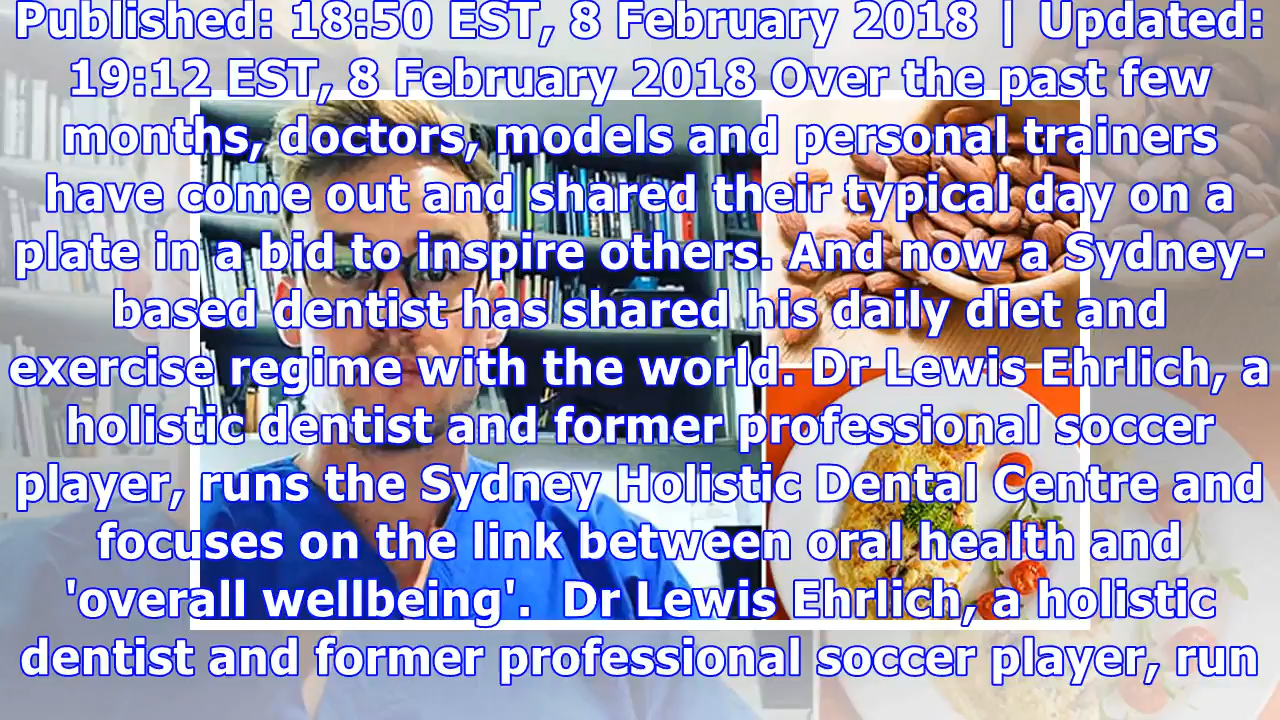 Published: 18:50 EST, 8 February 2018 | Updated:
19:12 EST, 8 February 2018 Over the past few
months, doctors, models and personal trainers
have come out and shared their typical day on a
plate in a bid to inspire others. And now a Sydney-
based dentist has shared his daily diet and
exercise regime with the world. Dr Lewis Ehrlich, a
holistic dentist and former professional soccer
player, runs the Sydney Holistic Dental Centre and
focuses on the link between oral health and
'overall wellbeing'.  Dr Lewis Ehrlich, a holistic
dentist and former professional soccer player, run